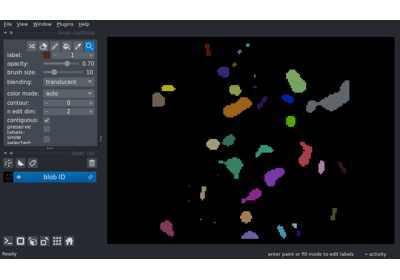 File View Window Plugins Help
layer controls
label: 1
opacity: 0.70
brush size: 10
blending: translucent
color mode: auto
contour: 0
n edit dim: 2
contiguous:
preserve
labels:
show
selected:
layer list
blob ID
Ready enter paint or fill mode to edit labels activity